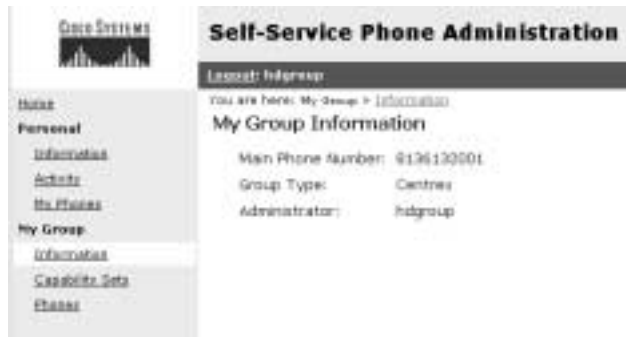 CISCO SYSTEMS
Self-Service Phone Administration
Logout: hdgroup
Home
Personal
Information
Activity
My Phones
My Group
Information
Capability Sets
Phones
You are here: My Group > Information
My Group Information
Main Phone Number: 6136132001
Group Type: Centrex
Administrator: hdgroup